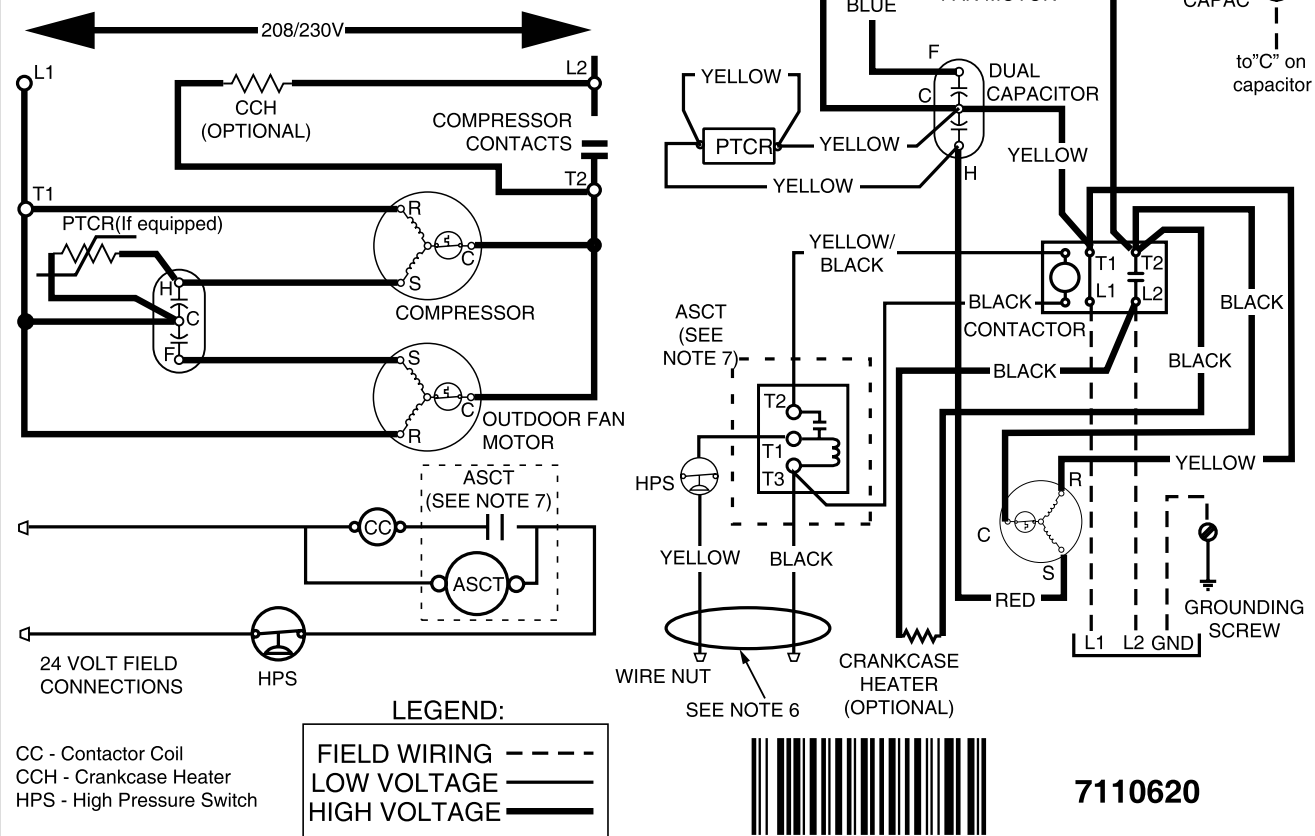 208/230V
L1
L2
CCH
(OPTIONAL)
COMPRESSOR
CONTACTS
T2
T1
PTCR(If equipped)
R
C
S
H
C
F
COMPRESSOR
S
C
R
OUTDOOR FAN
MOTOR
ASCT
(SEE NOTE 7)
CC
ASCT
24 VOLT FIELD
CONNECTIONS
HPS
LEGEND:
FIELD WIRING
LOW VOLTAGE
HIGH VOLTAGE
CC - Contactor Coil
CCH - Crankcase Heater
HPS - High Pressure Switch
BLUE
FAN MOTOR
CAPAC
to"C" on
capacitor
F
DUAL
CAPACITOR
C
H
YELLOW
PTCR
YELLOW
YELLOW
YELLOW
YELLOW/
BLACK
T1
T2
L1
L2
BLACK
CONTACTOR
BLACK
BLACK
BLACK
ASCT
(SEE
NOTE 7)
T2
T1
T3
HPS
YELLOW
BLACK
YELLOW
R
C
S
RED
GROUNDING
SCREW
L1
L2
GND
WIRE NUT
SEE NOTE 6
CRANKCASE
HEATER
(OPTIONAL)
7110620